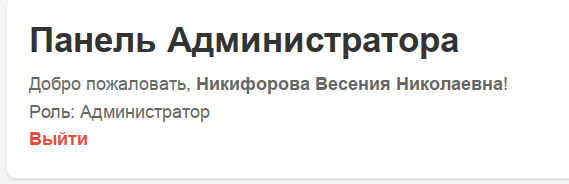 Панель Администратора
Добро пожаловать, Никифорова Весения Николаевна!
Роль: Администратор
Выйти